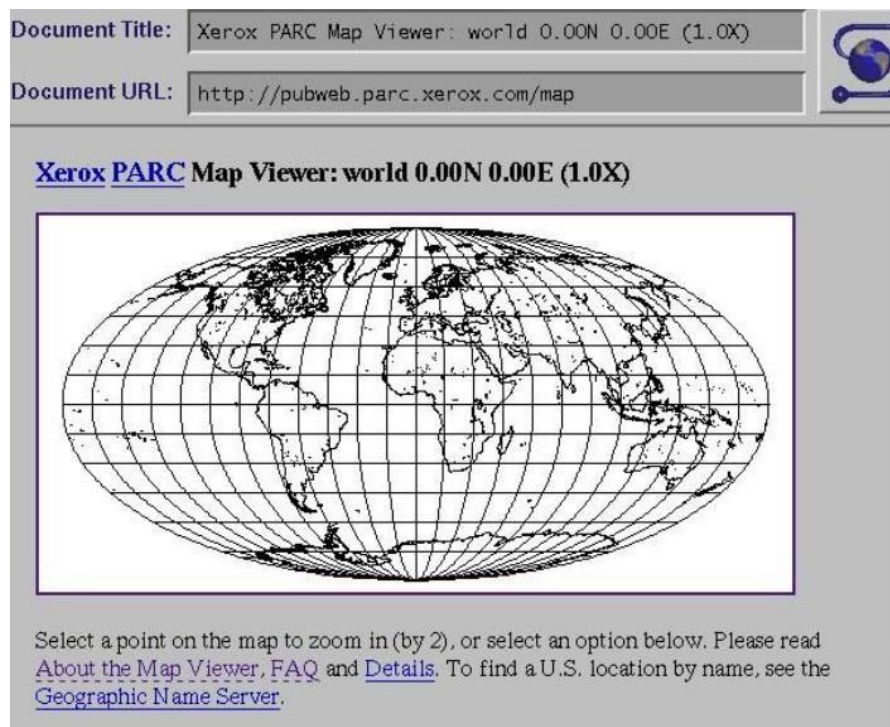 Document Title: Xerox PARC Map Viewer: world 0.00N 0.00E (1.0X)
Document URL: http://pubweb.parc.xerox.com/map
Xerox PARC Map Viewer: world 0.00N 0.00E (1.0X)
Select a point on the map to zoom in (by 2), or select an option below. Please read
About the Map Viewer, FAQ and Details. To find a U.S. location by name, see the
Geographic Name Server.